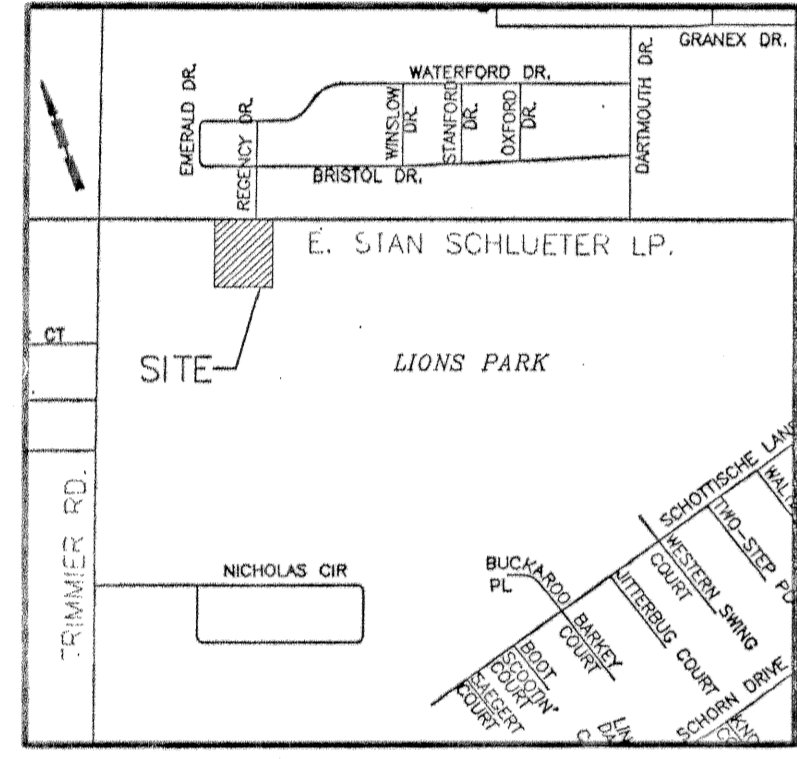 GRANEX DR.
WATERFORD DR.
EMERALD DR.
REGENCY DR.
WINSLOW
DR.
STANFORD
DR.
OXFORD
DR.
DARTMOUTH DR.
BRISTOL DR.
E. STAN SCHLUETER LP.
CT
SITE
LIONS PARK
TRIMMIER RD.
NICHOLAS CIR
SCHOTTISCHE
TWO-STEP
WESTERN SWING
COURT
JITTERBUG COURT
BUCKAROO
PL
BARKEY
COURT
BOOT
SCOOTIN'
COURT
SAEGERT
COURT
SCHORN DRIVE